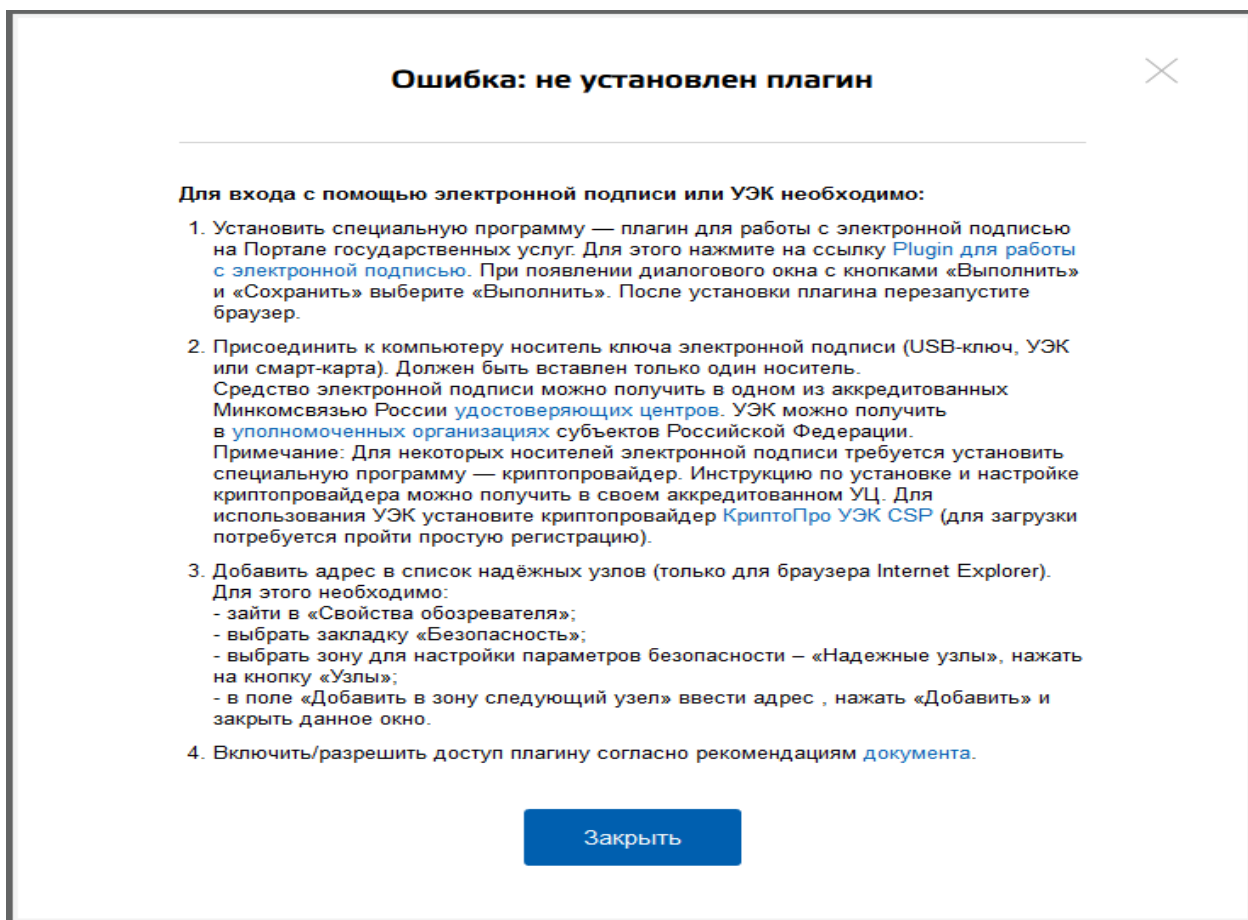 Ошибка: не установлен плагин
Для входа с помощью электронной подписи или УЭК необходимо:
1. Установить специальную программу — плагин для работы с электронной подписью
на Портале государственных услуг. Для этого нажмите на ссылку Plugin для работы
с электронной подписью. При появлении диалогового окна с кнопками «Выполнить»
и «Сохранить» выберите «Выполнить». После установки плагина перезапустите
браузер.
2. Присоединить к компьютеру носитель ключа электронной подписи (USB-ключ, УЭК
или смарт-карта). Должен быть вставлен только один носитель.
Средство электронной подписи можно получить в одном из аккредитованных
Минкомсвязью России удостоверяющих центров. УЭК можно получить
в уполномоченных организациях субъектов Российской Федерации.
Примечание: Для некоторых носителей электронной подписи требуется установить
специальную программу — криптопровайдер. Инструкцию по установке и настройке
криптопровайдера можно получить в своем аккредитованном УЦ. Для
использования УЭК установите криптопровайдер КриптоПро УЭК CSP (для загрузки
потребуется пройти простую регистрацию).
3. Добавить адрес в список надёжных узлов (только для браузера Internet Explorer).
Для этого необходимо:
- зайти в «Свойства обозревателя»;
- выбрать закладку «Безопасность»;
- выбрать зону для настройки параметров безопасности – «Надежные узлы», нажать
на кнопку «Узлы»;
- в поле «Добавить в зону следующий узел» ввести адрес , нажать «Добавить» и
закрыть данное окно.
4. Включить/разрешить доступ плагину согласно рекомендациям документа.
Закрыть